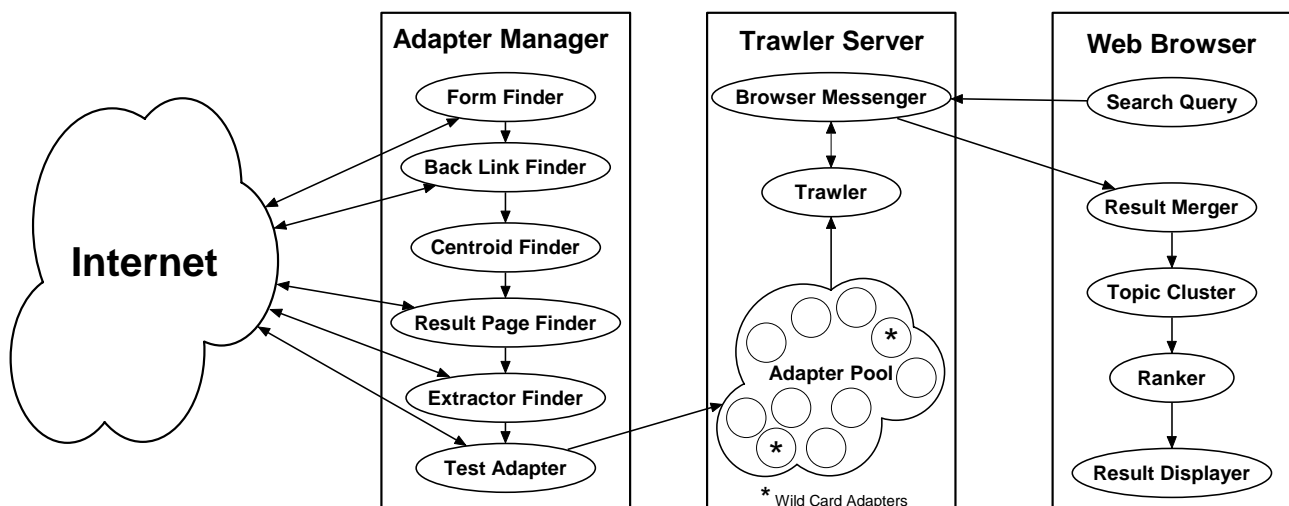 Internet
Adapter Manager
Form Finder
Back Link Finder
Centroid Finder
Result Page Finder
Extractor Finder
Test Adapter
Trawler Server
Browser Messenger
Trawler
*
Adapter Pool
*
* Wild Card Adapters
Web Browser
Search Query
Result Merger
Topic Cluster
Ranker
Result Displayer